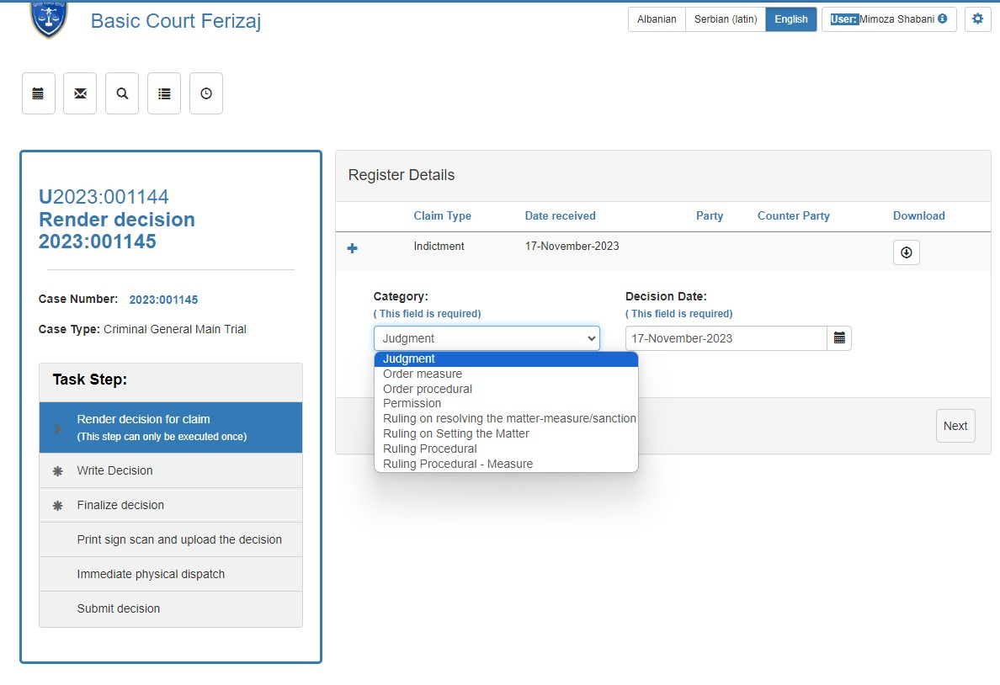 Basic Court Ferizaj
Albanian
Serbian (latin)
English
User: Mimoza Shabani
U2023:001144
Render decision
2023:001145
Case Number: 2023:001145
Case Type: Criminal General Main Trial
Task Step:
Render decision for claim
(This step can only be executed once)
Write Decision
Finalize decision
Print sign scan and upload the decision
Immediate physical dispatch
Submit decision
Register Details
Claim Type Date received Party Counter Party Download
Indictment 17-November-2023
Category:
( This field is required)
Judgment
Judgment
Order measure
Order procedural
Permission
Ruling on resolving the matter-measure/sanction
Ruling on Setting the Matter
Ruling Procedural
Ruling Procedural - Measure
Decision Date:
( This field is required)
17-November-2023
Next